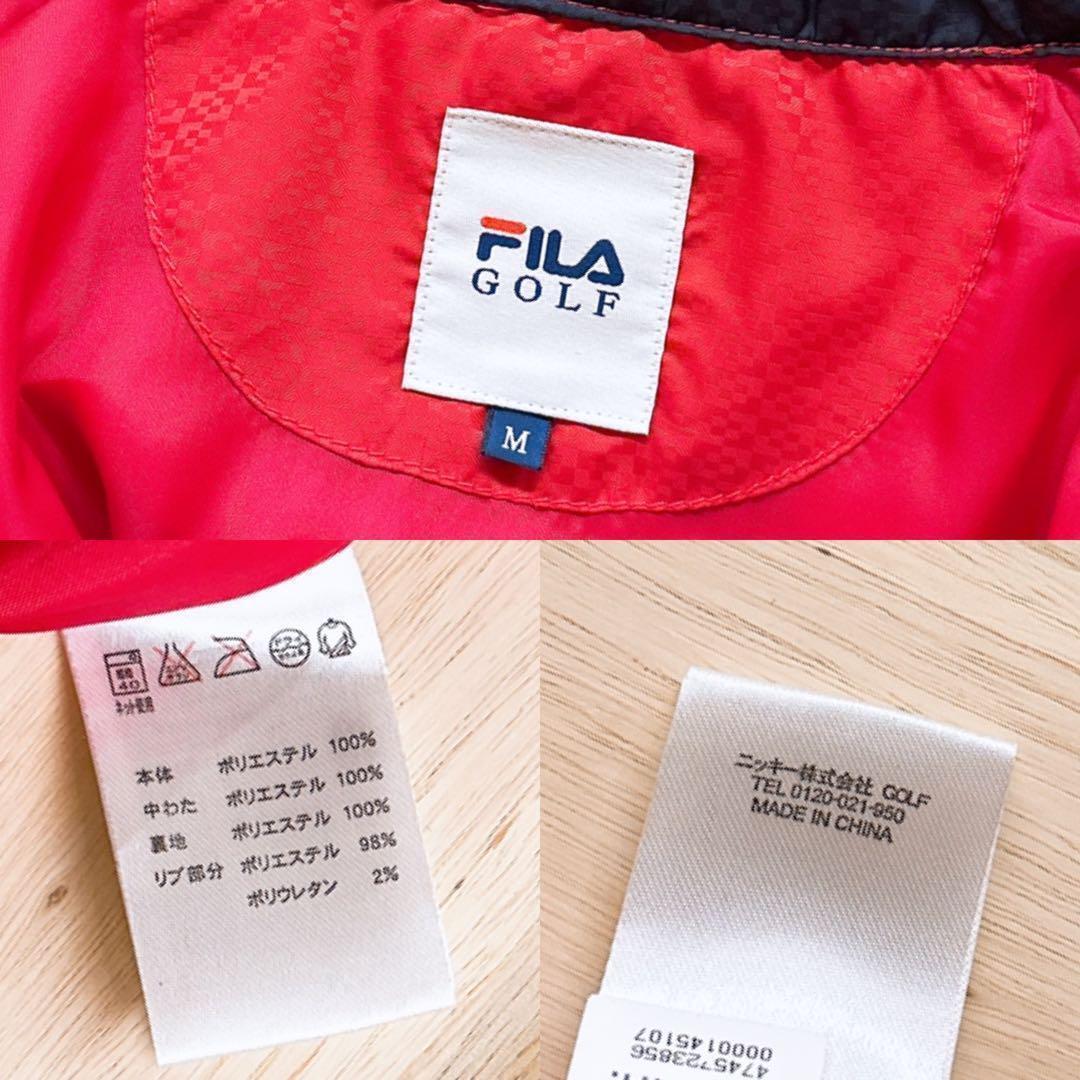 FILA
GOLF
M
40
ネット使用
本体 ポリエステル 100%
中わた ポリエステル 100%
裏地 ポリエステル 100%
リブ部分 ポリエステル 98%
ポリウレタン 2%
ニッキー株式会社 GOLF
TEL 0120-021-950
MADE IN CHINA
0000145107